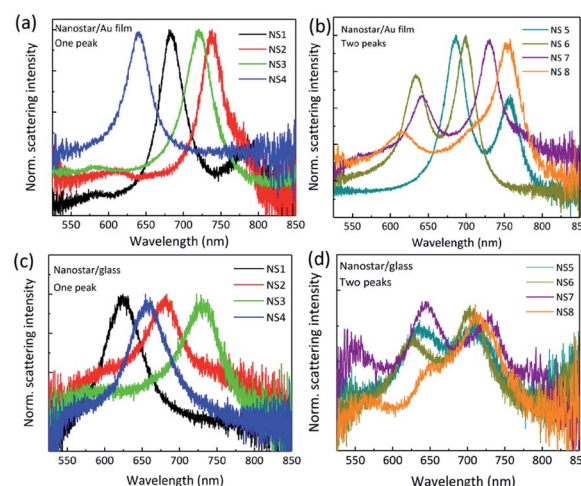 (a)
Nanostar/Au film
One peak
NS1
NS2
NS3
NS4
Norm. scattering intensity
550 600 650 700 750 800 850
Wavelength (nm)
(b)
Nanostar/Au film
Two peaks
NS 5
NS 6
NS 7
NS 8
Norm. scattering intensity
550 600 650 700 750 800 850
Wavelength (nm)
(c)
Nanostar/glass
One peak
NS1
NS2
NS3
NS4
Norm. scattering intensity
550 600 650 700 750 800 850
Wavelength (nm)
(d)
Nanostar/glass
Two peaks
NS5
NS6
NS7
NS8
Norm. scattering intensity
550 600 650 700 750 800 850
Wavelength (nm)